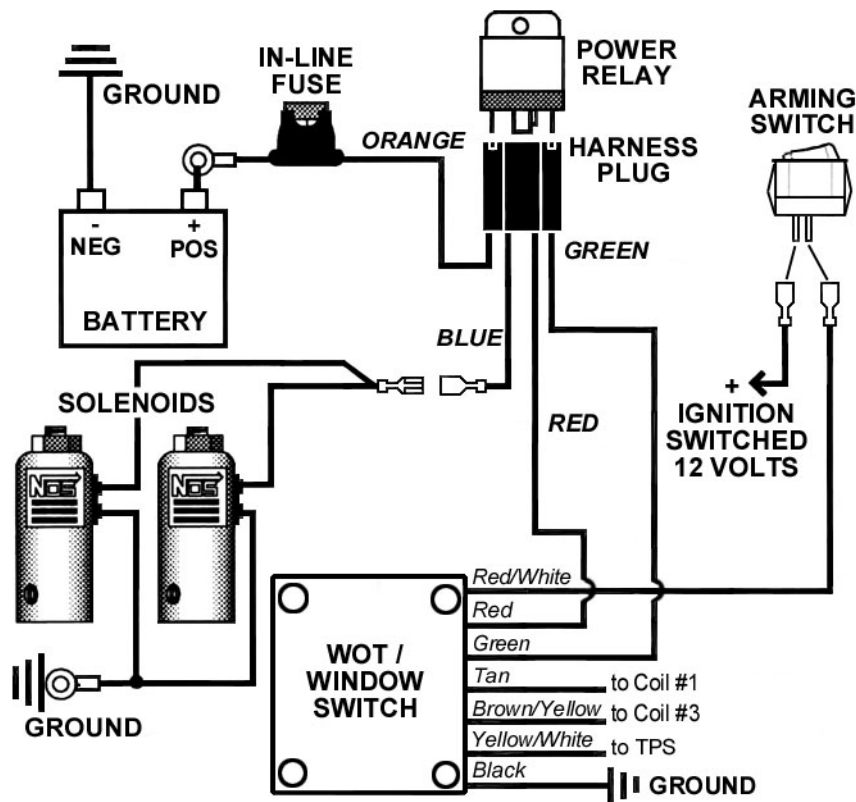 IN-LINE
FUSE
POWER
RELAY
ARMING
SWITCH
GROUND
ORANGE
HARNESS
PLUG
-
NEG
+
POS
BATTERY
GREEN
BLUE
RED
+
IGNITION
SWITCHED
12 VOLTS
SOLENOIDS
NOS
NOS
GROUND
WOT /
WINDOW
SWITCH
Red/White
Red
Green
Tan
to Coil #1
Brown/Yellow
to Coil #3
Yellow/White
to TPS
Black
GROUND